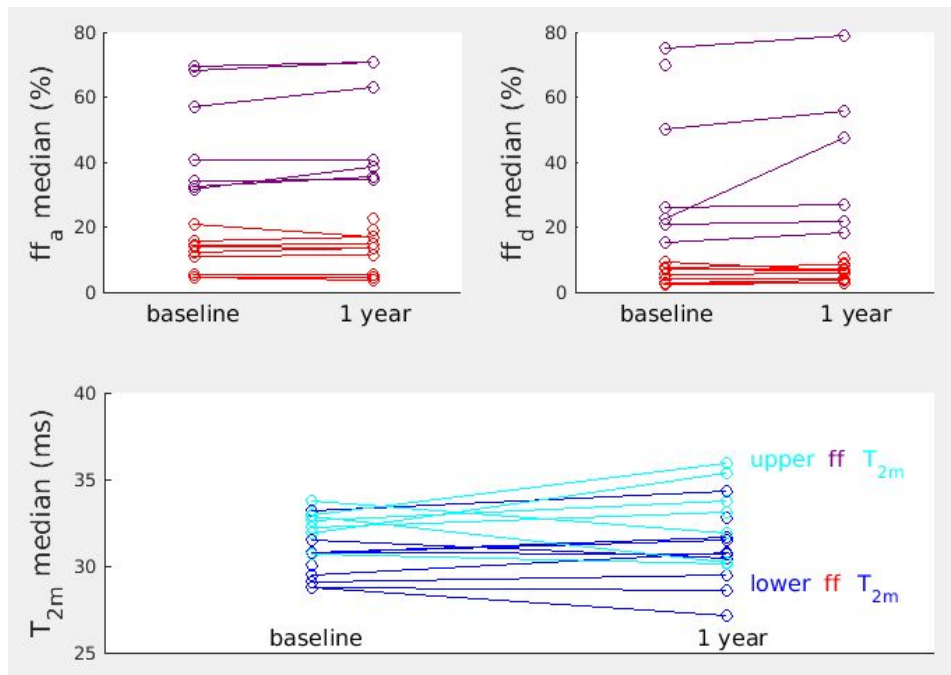 80
60
40
20
0
ff_a median (%)
baseline 1 year
80
60
40
20
0
ff_d median (%)
baseline 1 year
40
35
30
25
T_2m median (ms)
upper ff T_2m
lower ff T_2m
baseline 1 year